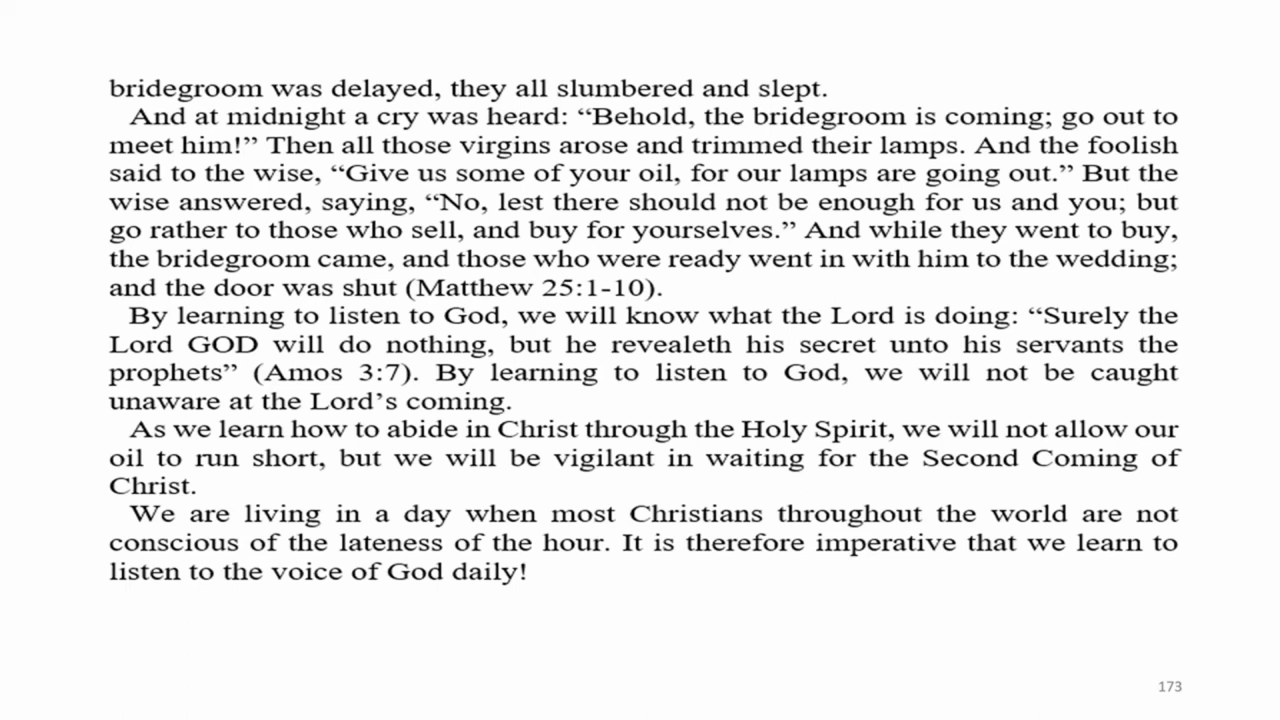 bridegroom was delayed, they all slumbered and slept.
And at midnight a cry was heard: “Behold, the bridegroom is coming; go out to
meet him!” Then all those virgins arose and trimmed their lamps. And the foolish
said to the wise, “Give us some of your oil, for our lamps are going out.” But the
wise answered, saying, “No, lest there should not be enough for us and you; but
go rather to those who sell, and buy for yourselves.” And while they went to buy,
the bridegroom came, and those who were ready went in with him to the wedding;
and the door was shut (Matthew 25:1-10).
By learning to listen to God, we will know what the Lord is doing: “Surely the
Lord GOD will do nothing, but he revealeth his secret unto his servants the
prophets” (Amos 3:7). By learning to listen to God, we will not be caught
unaware at the Lord’s coming.
As we learn how to abide in Christ through the Holy Spirit, we will not allow our
oil to run short, but we will be vigilant in waiting for the Second Coming of
Christ.
We are living in a day when most Christians throughout the world are not
conscious of the lateness of the hour. It is therefore imperative that we learn to
listen to the voice of God daily!
173